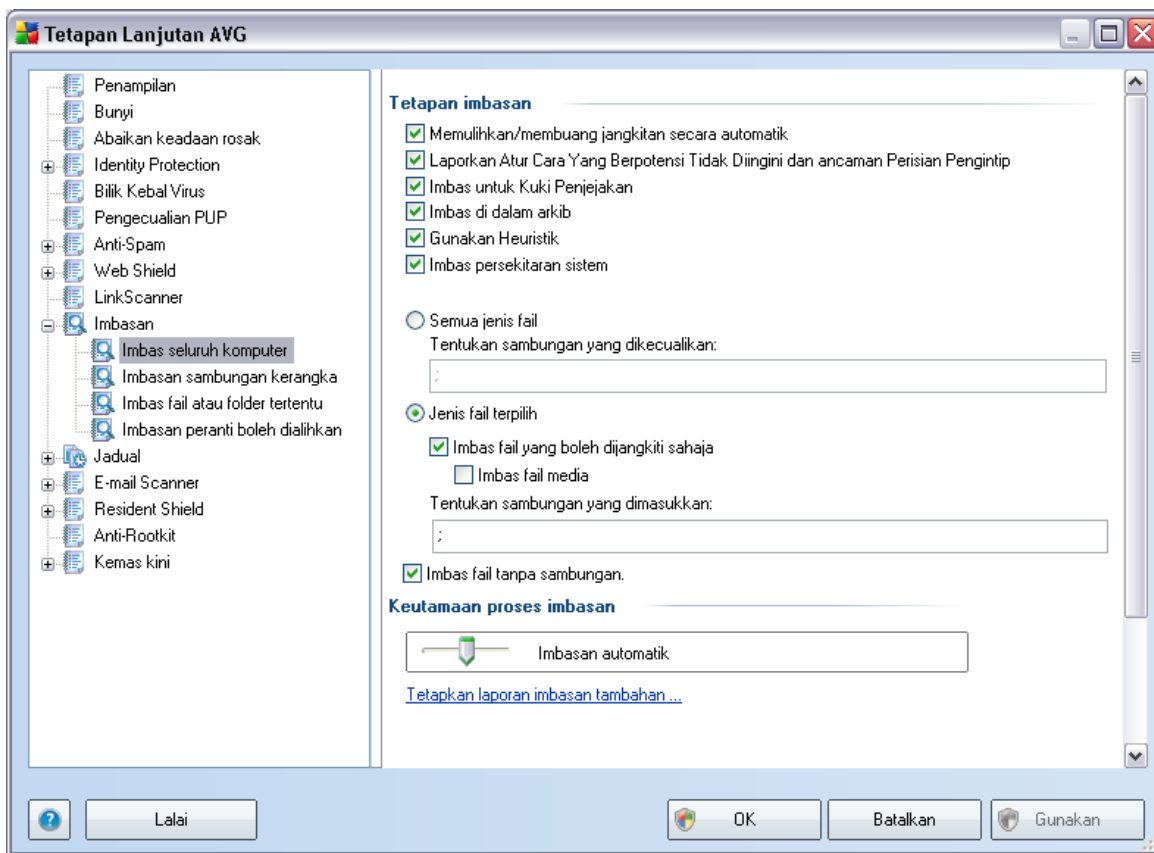 Tetapan Lanjutan AVG
Penampilan
Bunyi
Abaikan keadaan rosak
Identity Protection
Bilik Kebal Virus
Pengecualian PUP
Anti-Spam
Web Shield
LinkScanner
Imbasan
Imbas seluruh komputer
Imbasan sambungan kerangka
Imbas fail atau folder tertentu
Imbasan peranti boleh dialihkan
Jadual
E-mail Scanner
Resident Shield
Anti-Rootkit
Kemas kini
Tetapan imbasan
Memulihkan/membuang jangkitan secara automatik
Laporkan Atur Cara Yang Berpotensi Tidak Diingini dan ancaman Perisian Pengintip
Imbas untuk Kuki Penjejakan
Imbas di dalam arkib
Gunakan Heuristik
Imbas persekitaran sistem
Semua jenis fail
Tentukan sambungan yang dikecualikan:
;
Jenis fail terpilih
Imbas fail yang boleh dijangkiti sahaja
Imbas fail media
Tentukan sambungan yang dimasukkan:
;
Imbas fail tanpa sambungan.
Keutamaan proses imbasan
Imbasan automatik
Tetapkan laporan imbasan tambahan ...
Lalai
OK
Batalkan
Gunakan